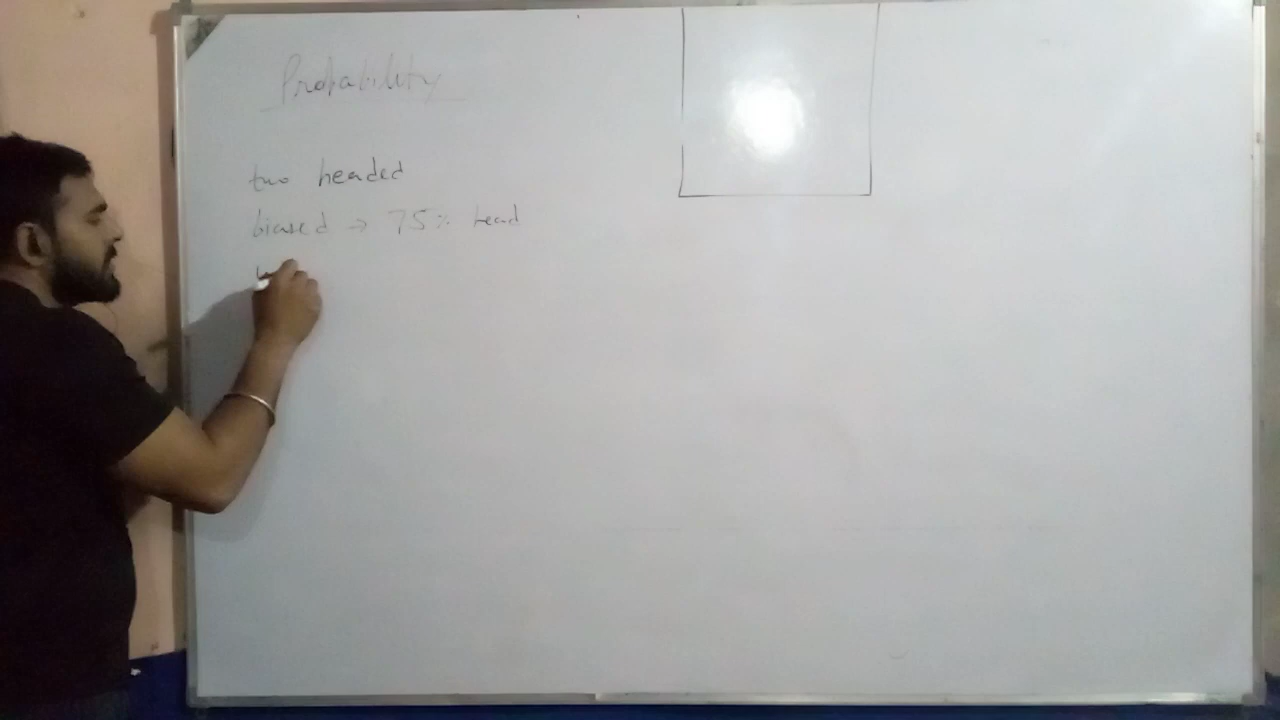 Probability
two headed
biased → 75% head